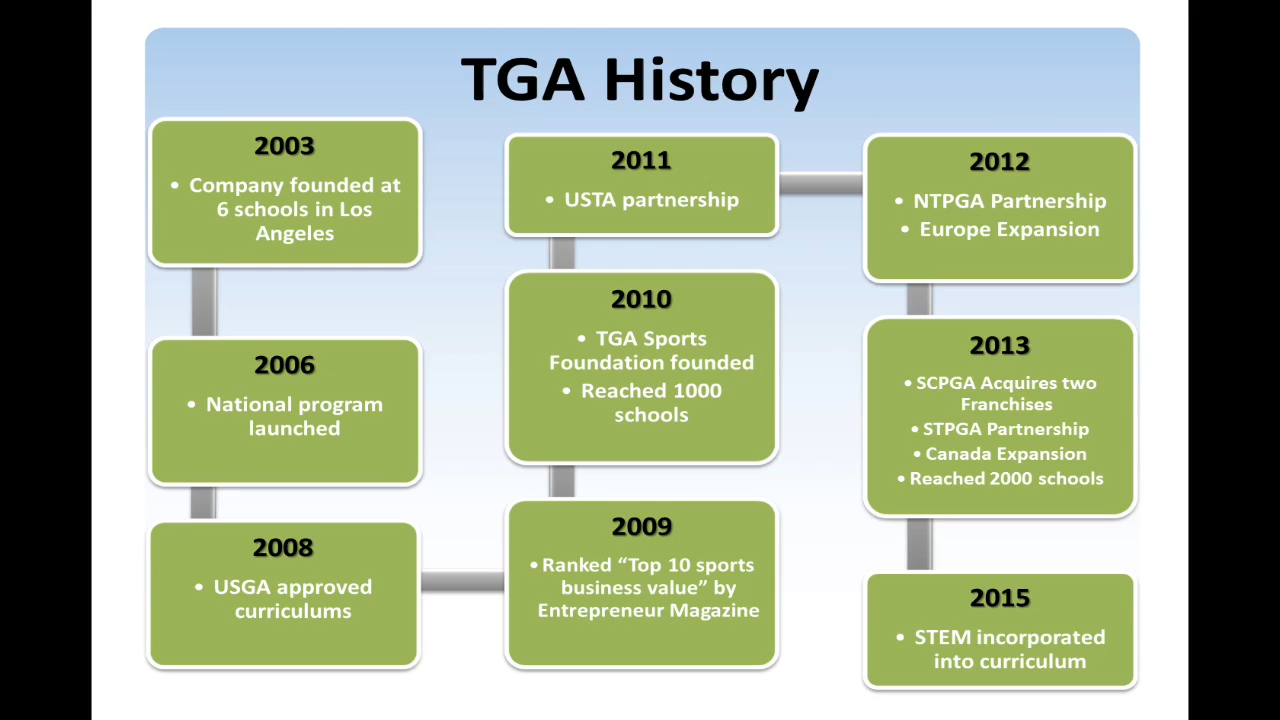 TGA History
2003
• Company founded at
6 schools in Los
Angeles
2006
• National program
launched
2008
• USGA approved
curriculums
2009
• Ranked “Top 10 sports
business value” by
Entrepreneur Magazine
2010
• TGA Sports
Foundation founded
• Reached 1000
schools
2011
• USTA partnership
2012
• NTPGA Partnership
• Europe Expansion
2013
• SCPGA Acquires two
Franchises
• STPGA Partnership
• Canada Expansion
• Reached 2000 schools
2015
• STEM incorporated
into curriculum